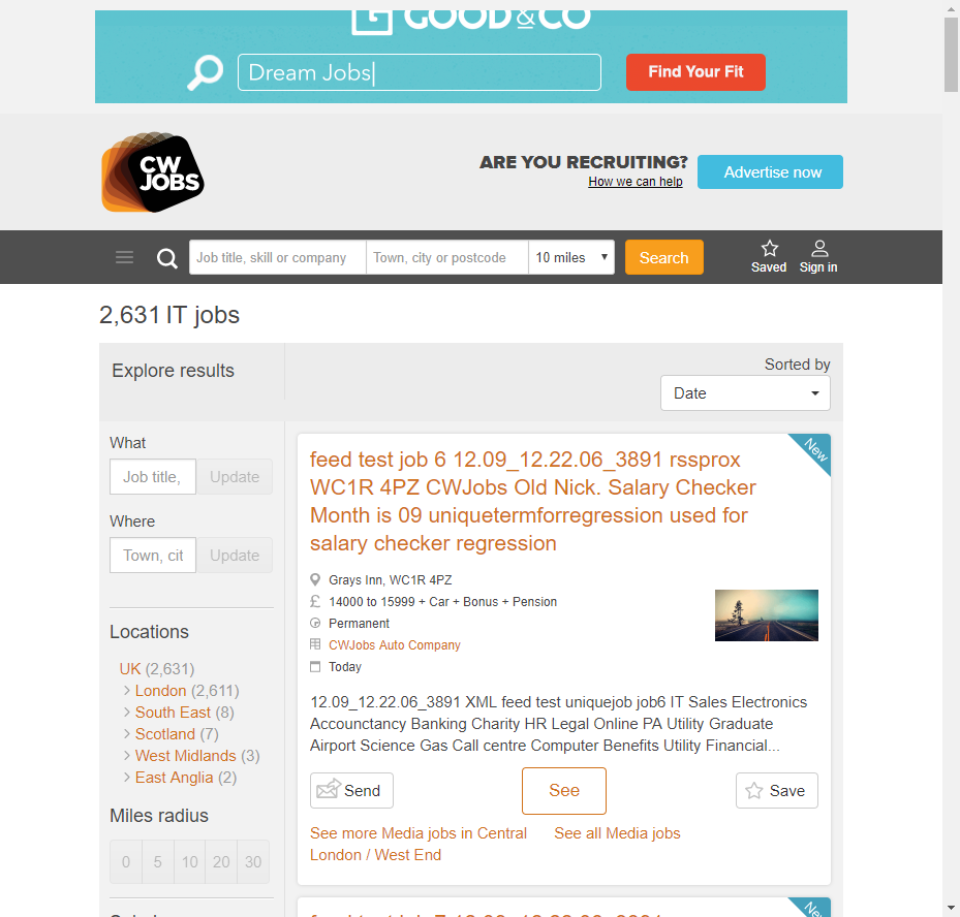 GOOD&CO
Dream Jobs
Find Your Fit
CW
JOBS
ARE YOU RECRUITING?
How we can help
Advertise now
Job title, skill or company
Town, city or postcode
10 miles
Search
Saved
Sign in
2,631 IT jobs
Explore results
Sorted by
Date
What
Job title,
Update
Where
Town, cit
Update
Locations
UK (2,631)
London (2,611)
South East (8)
Scotland (7)
West Midlands (3)
East Anglia (2)
Miles radius
0 5 10 20 30
New
feed test job 6 12.09_12.22.06_3891 rssprox
WC1R 4PZ CWJobs Old Nick. Salary Checker
Month is 09 uniquetermforregression used for
salary checker regression
Grays Inn, WC1R 4PZ
£ 14000 to 15999 + Car + Bonus + Pension
Permanent
CWJobs Auto Company
Today
12.09_12.22.06_3891 XML feed test uniquejob job6 IT Sales Electronics
Accounctancy Banking Charity HR Legal Online PA Utility Graduate
Airport Science Gas Call centre Computer Benefits Utility Financial...
Send
See
Save
See more Media jobs in Central
London / West End
See all Media jobs
New